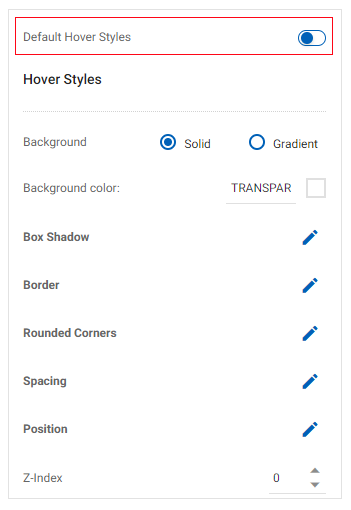 Default Hover Styles
Hover Styles
Background Solid Gradient
Background color: TRANSPAR
Box Shadow
Border
Rounded Corners
Spacing
Position
Z-Index 0